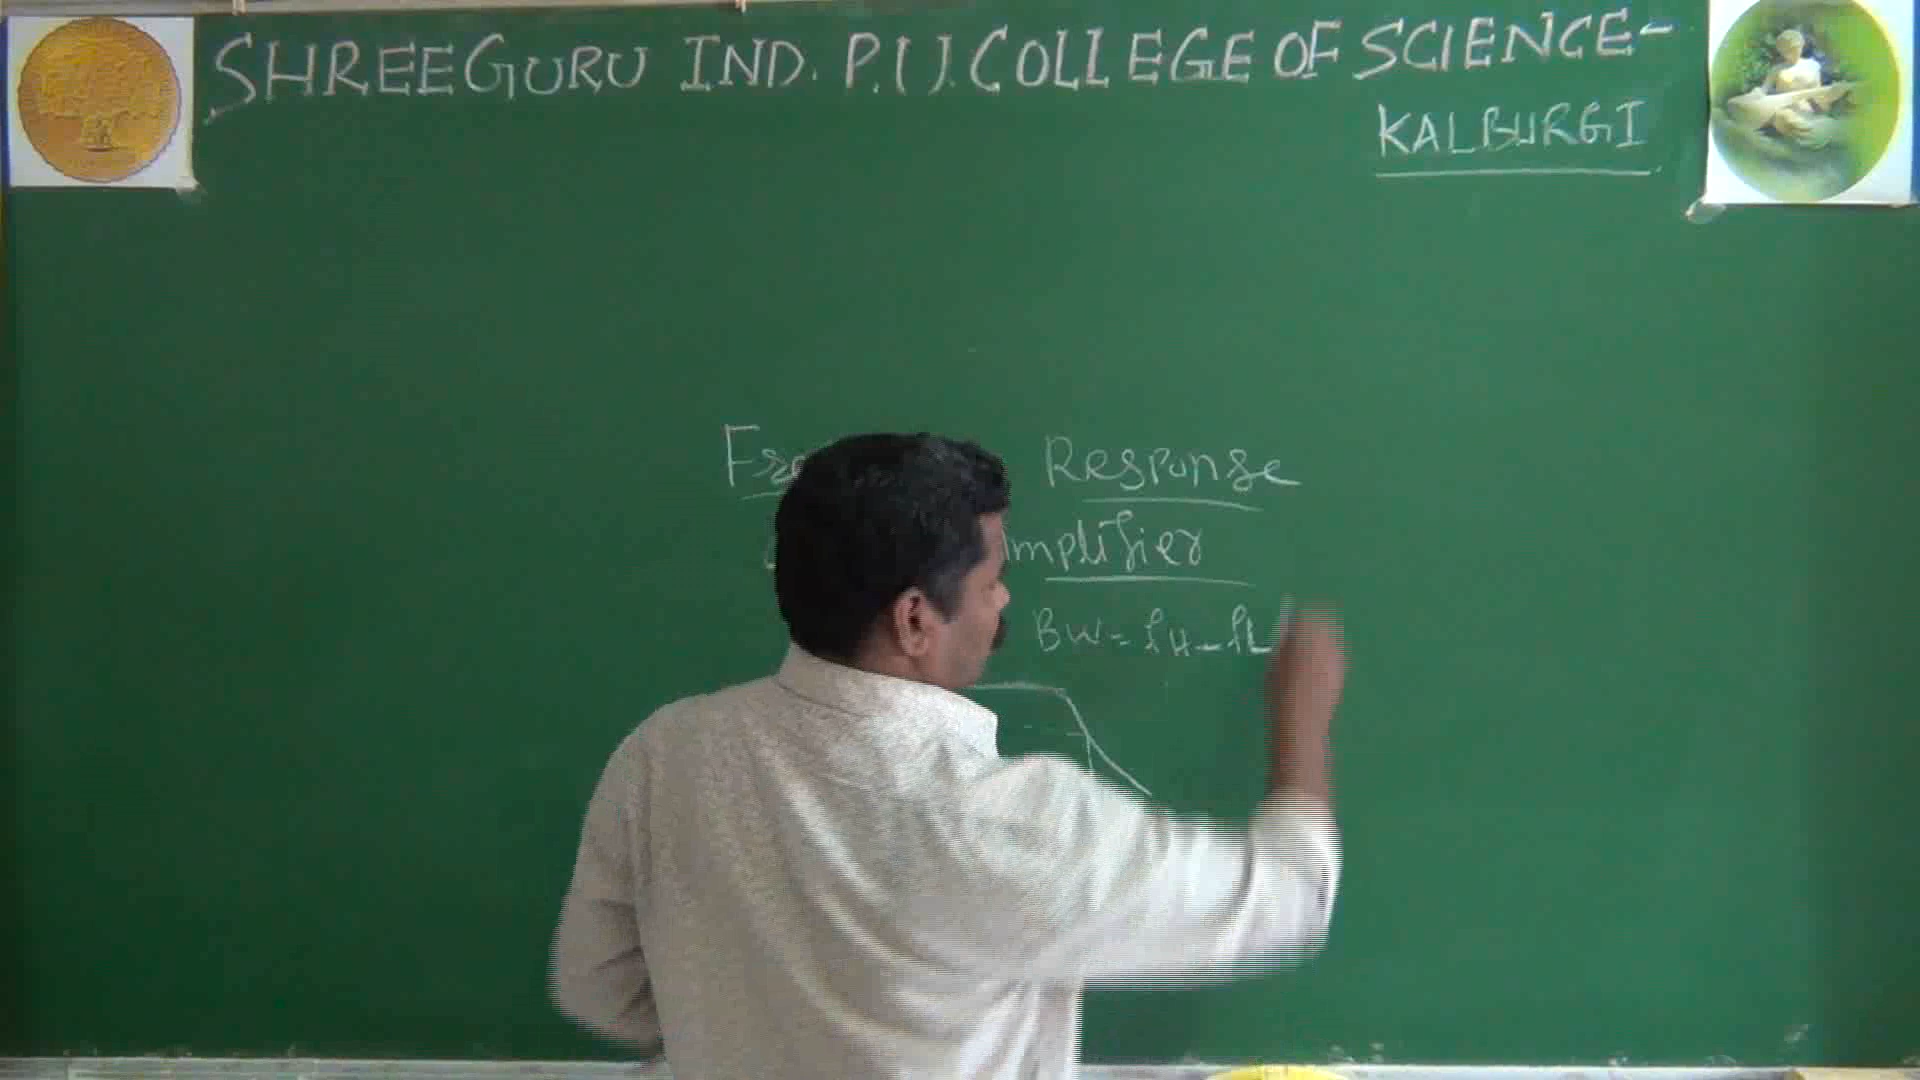 SHREEGURU IND. P.U. COLLEGE OF SCIENCE-
KALBURGI
Response
mplifier
BW = fH - fL